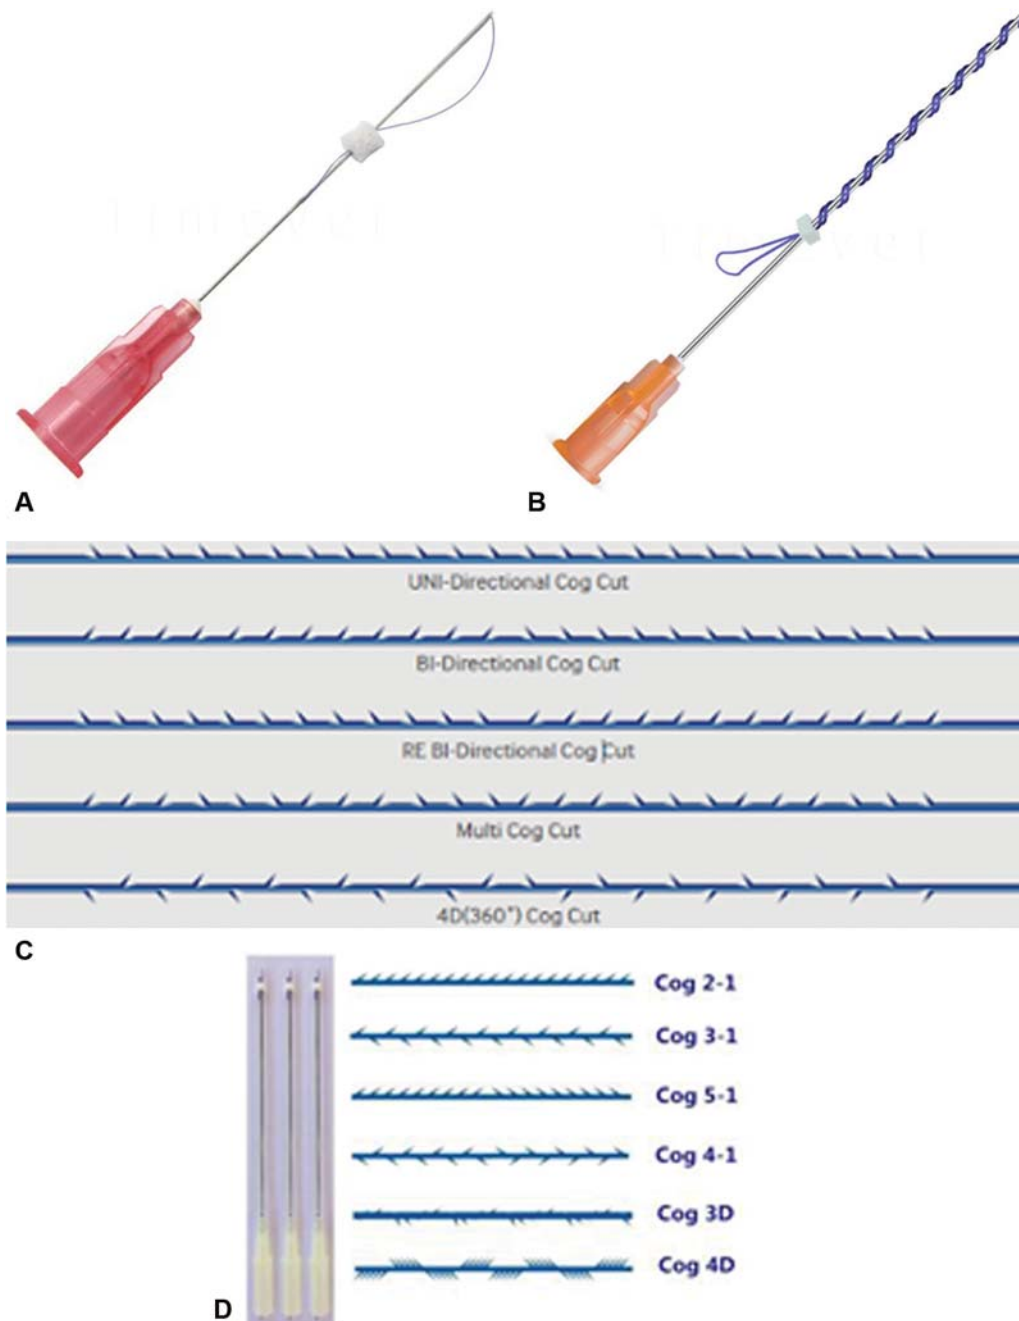 A
B
UNI-Directional Cog Cut
BI-Directional Cog Cut
RE BI-Directional Cog Cut
Multi Cog Cut
4D(360°) Cog Cut
C
Cog 2-1
Cog 3-1
Cog 5-1
Cog 4-1
Cog 3D
Cog 4D
D